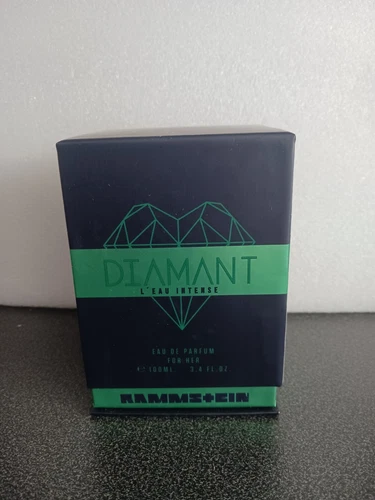 DIAMANT
L'EAU INTENSE
EAU DE PARFUM
FOR HER
℮ 100ML. 3.4 FL.OZ
RAMMSTEIN